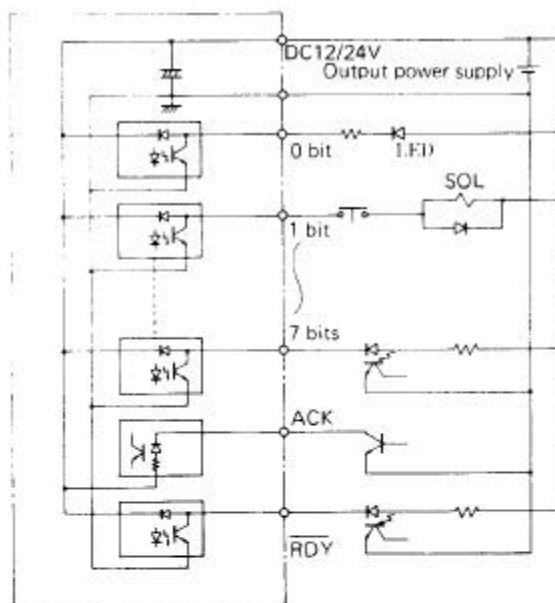 DC12/24V
Output power supply
0 bit
LED
SOL
1 bit
7 bits
ACK
RDY